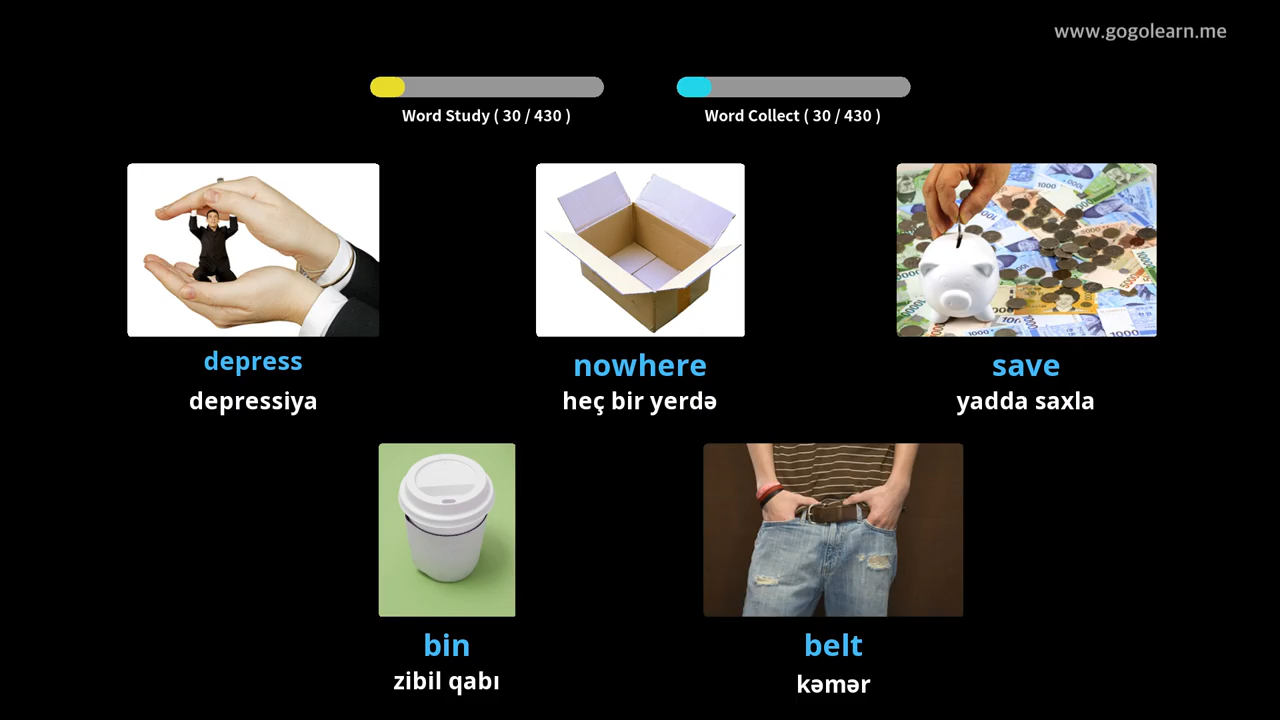 www.gogolearn.me
Word Study ( 30 / 430 )
Word Collect ( 30 / 430 )
depress
depressiya
nowhere
heç bir yerdə
save
yadda saxla
bin
zibil qabı
belt
kəmər